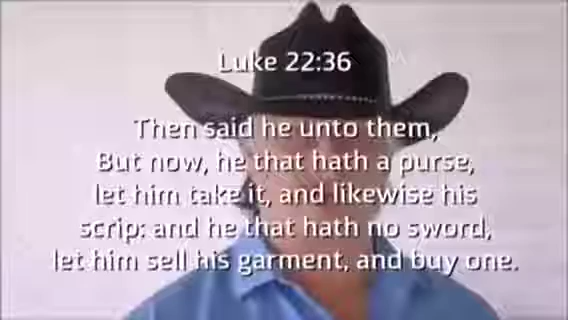 Luke 22:36
Then said he unto them,
But now, he that hath a purse,
let him take it, and likewise his
scrip: and he that hath no sword,
let him sell his garment, and buy one.